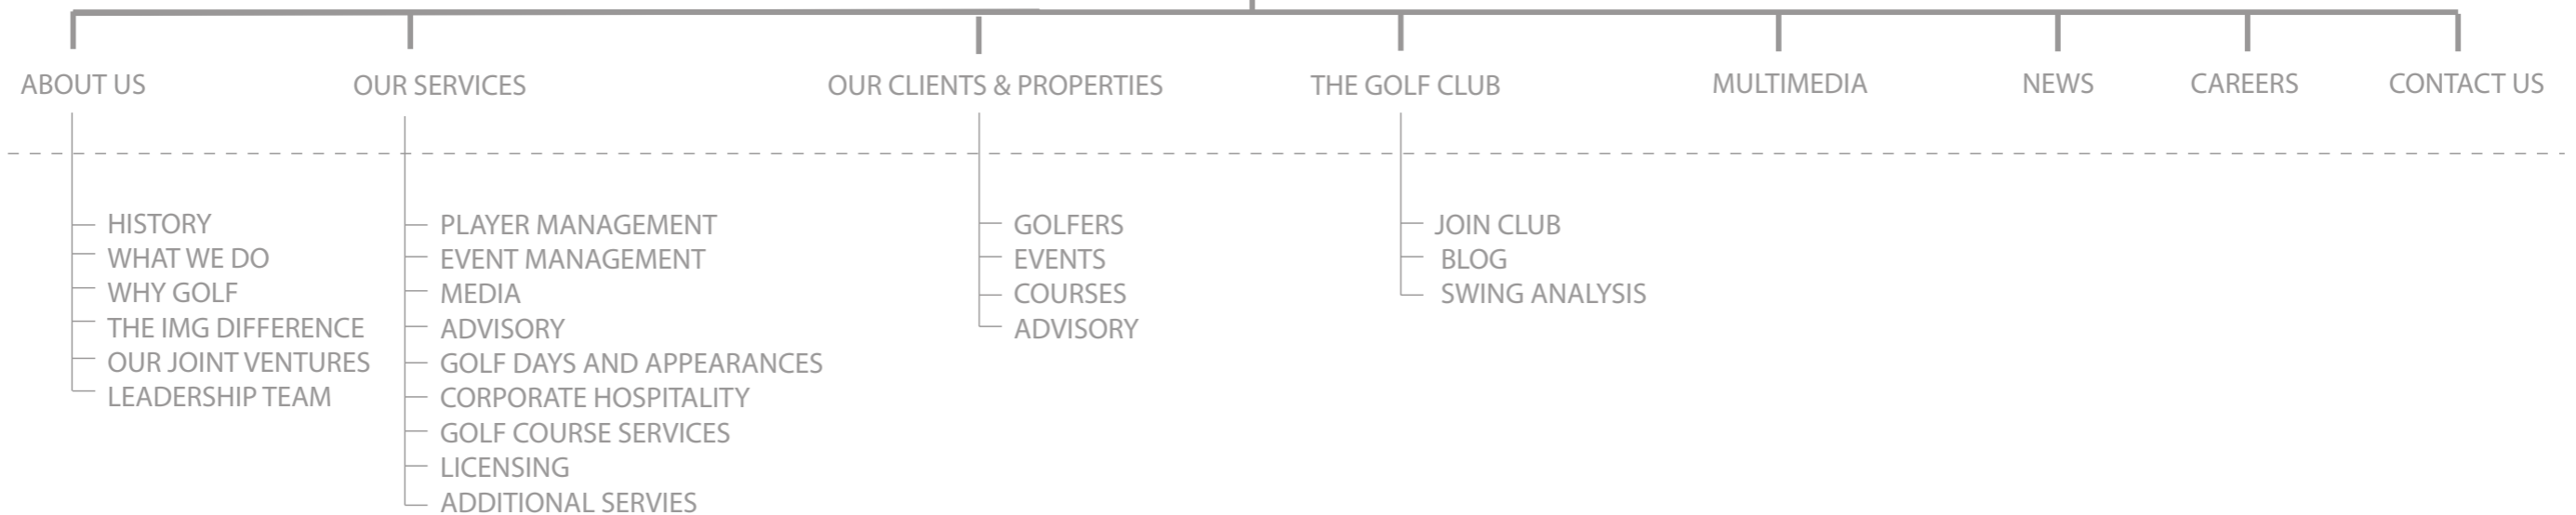 ABOUT US
OUR SERVICES
OUR CLIENTS & PROPERTIES
THE GOLF CLUB
MULTIMEDIA
NEWS
CAREERS
CONTACT US
HISTORY
WHAT WE DO
WHY GOLF
THE IMG DIFFERENCE
OUR JOINT VENTURES
LEADERSHIP TEAM
PLAYER MANAGEMENT
EVENT MANAGEMENT
MEDIA
ADVISORY
GOLF DAYS AND APPEARANCES
CORPORATE HOSPITALITY
GOLF COURSE SERVICES
LICENSING
ADDITIONAL SERVIES
GOLFERS
EVENTS
COURSES
ADVISORY
JOIN CLUB
BLOG
SWING ANALYSIS